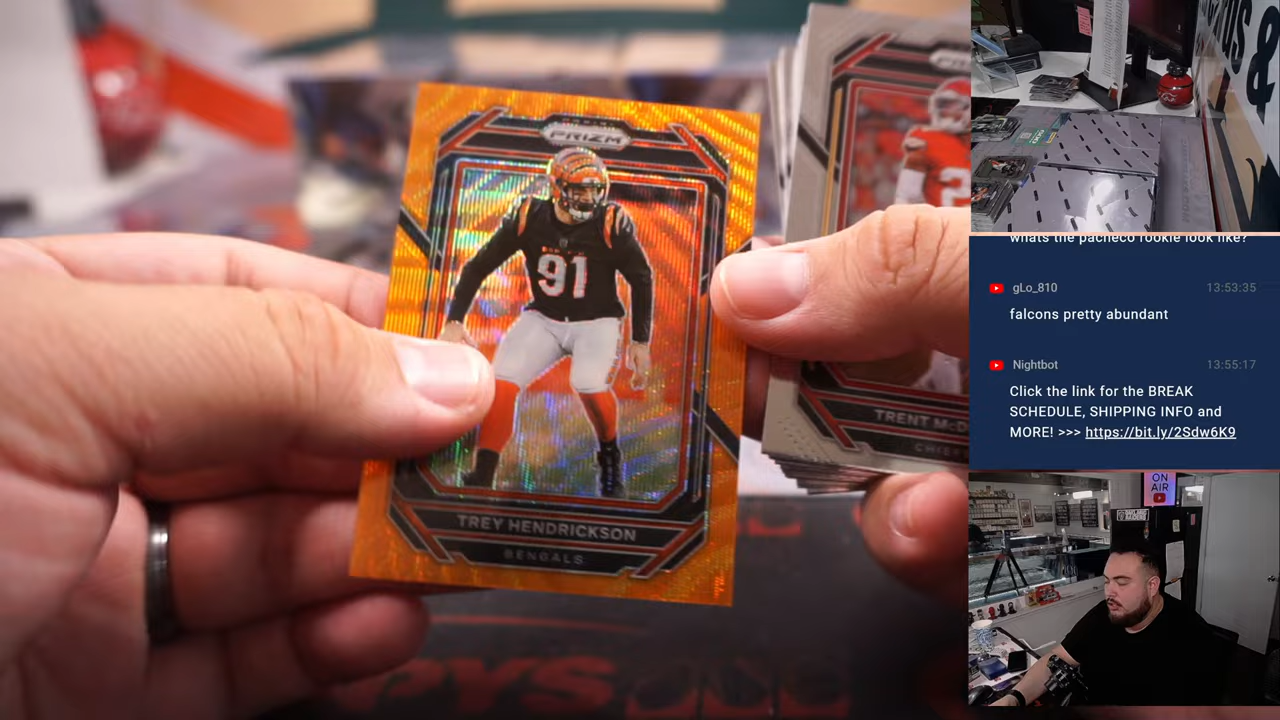 PRIZM
91
TREY HENDRICKSON
BENGALS
TRENT McD
CHIEF
whats the pacheco rookie look like?
gLo_810
13:53:35
falcons pretty abundant
Nightbot
13:55:17
Click the link for the BREAK
SCHEDULE, SHIPPING INFO and
MORE! >>> https://bit.ly/2Sdw6K9
ON
AIR
&